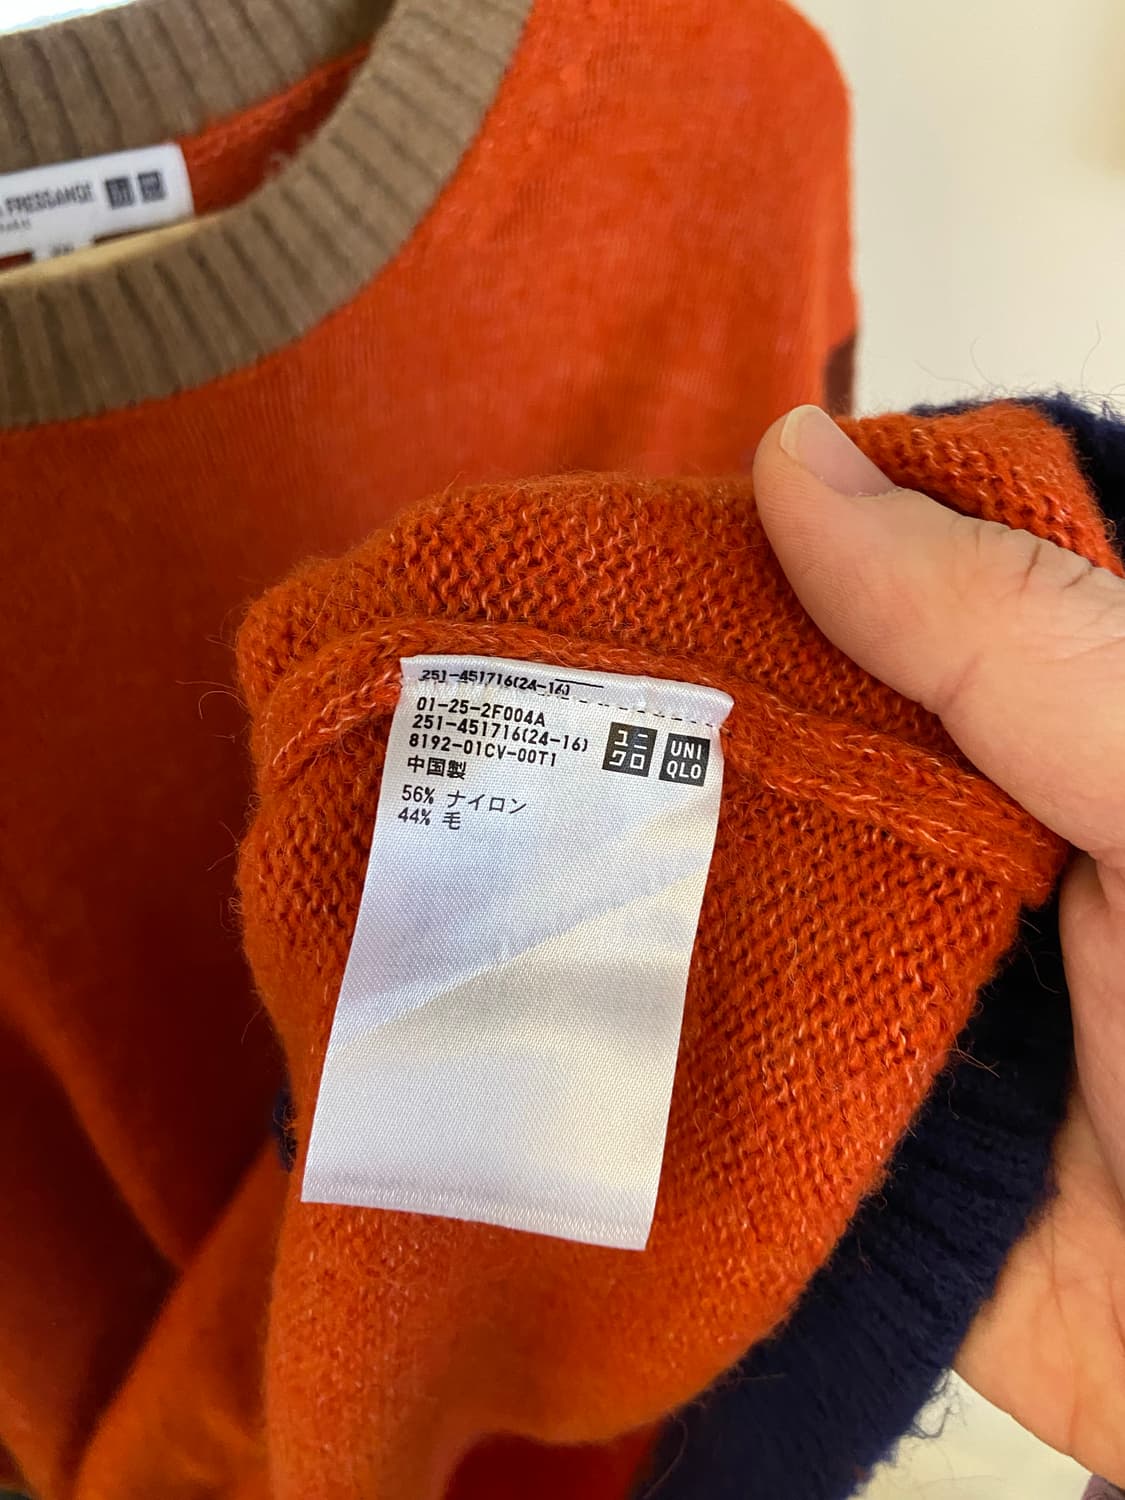 FRESSANGE
251-451716(24-16)
01-25-2F004A
251-451716(24-16)
8192-01CV-00T1
中国製
56% ナイロン
44% 毛
ユニ
クロ
UNI
QLO